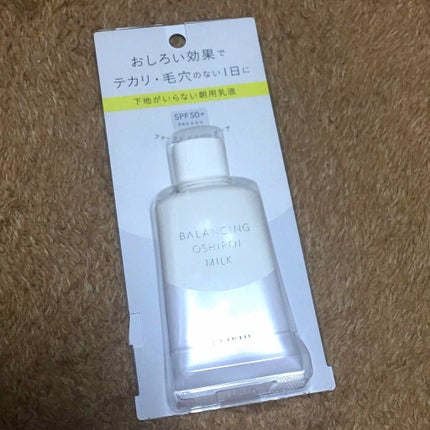 おしろい効果で
テカリ・毛穴のない1日に
下地がいらない朝用乳液
SPF50+
PA++++
BALANCING
OSHIROI
MILK